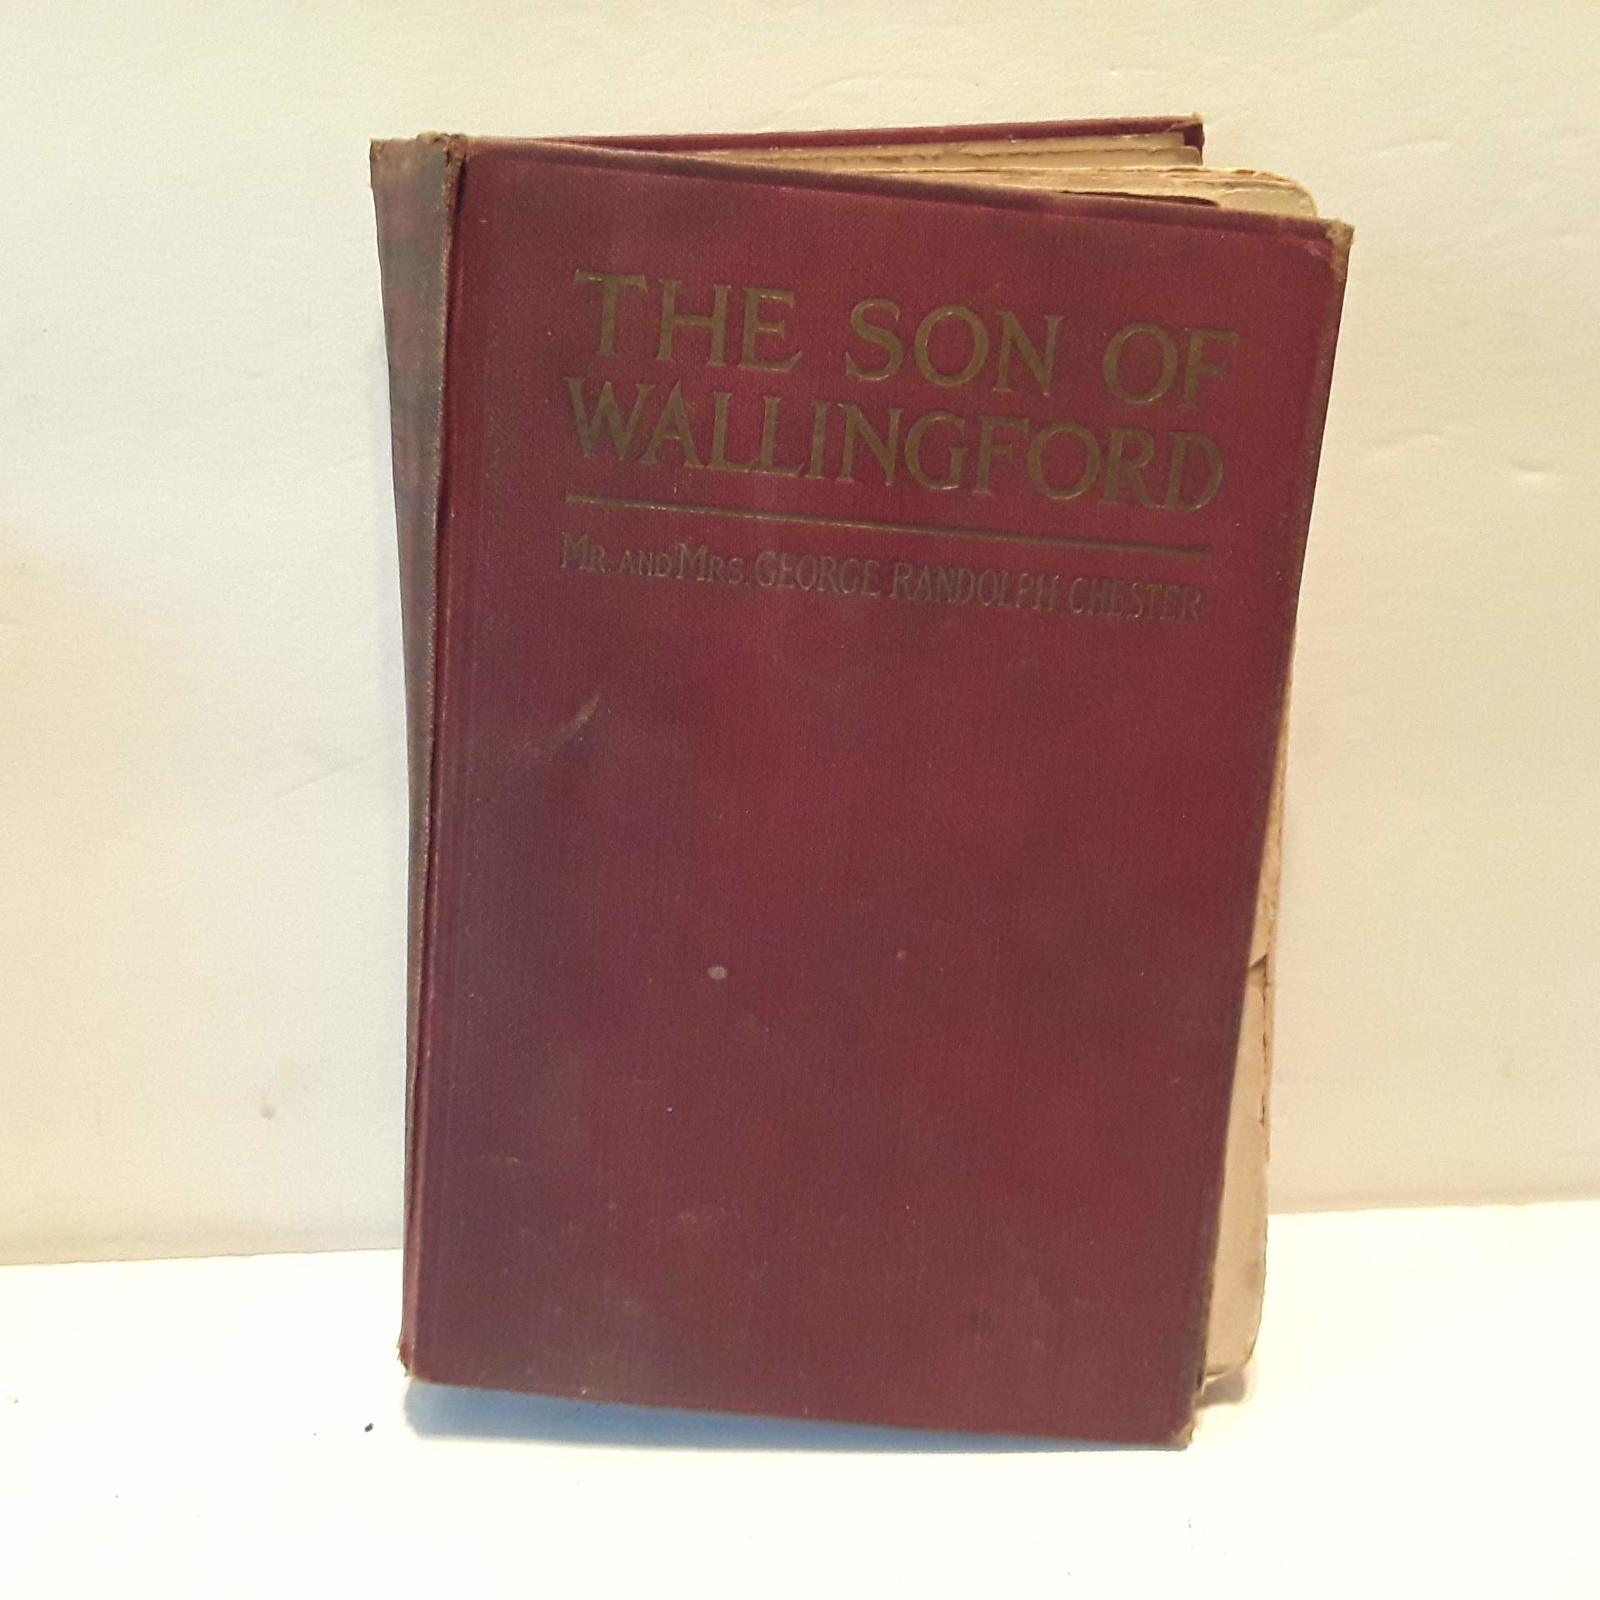 THE SON OF
WALLINGFORD
MR. AND MRS. GEORGE RANDOLPH CHESTER